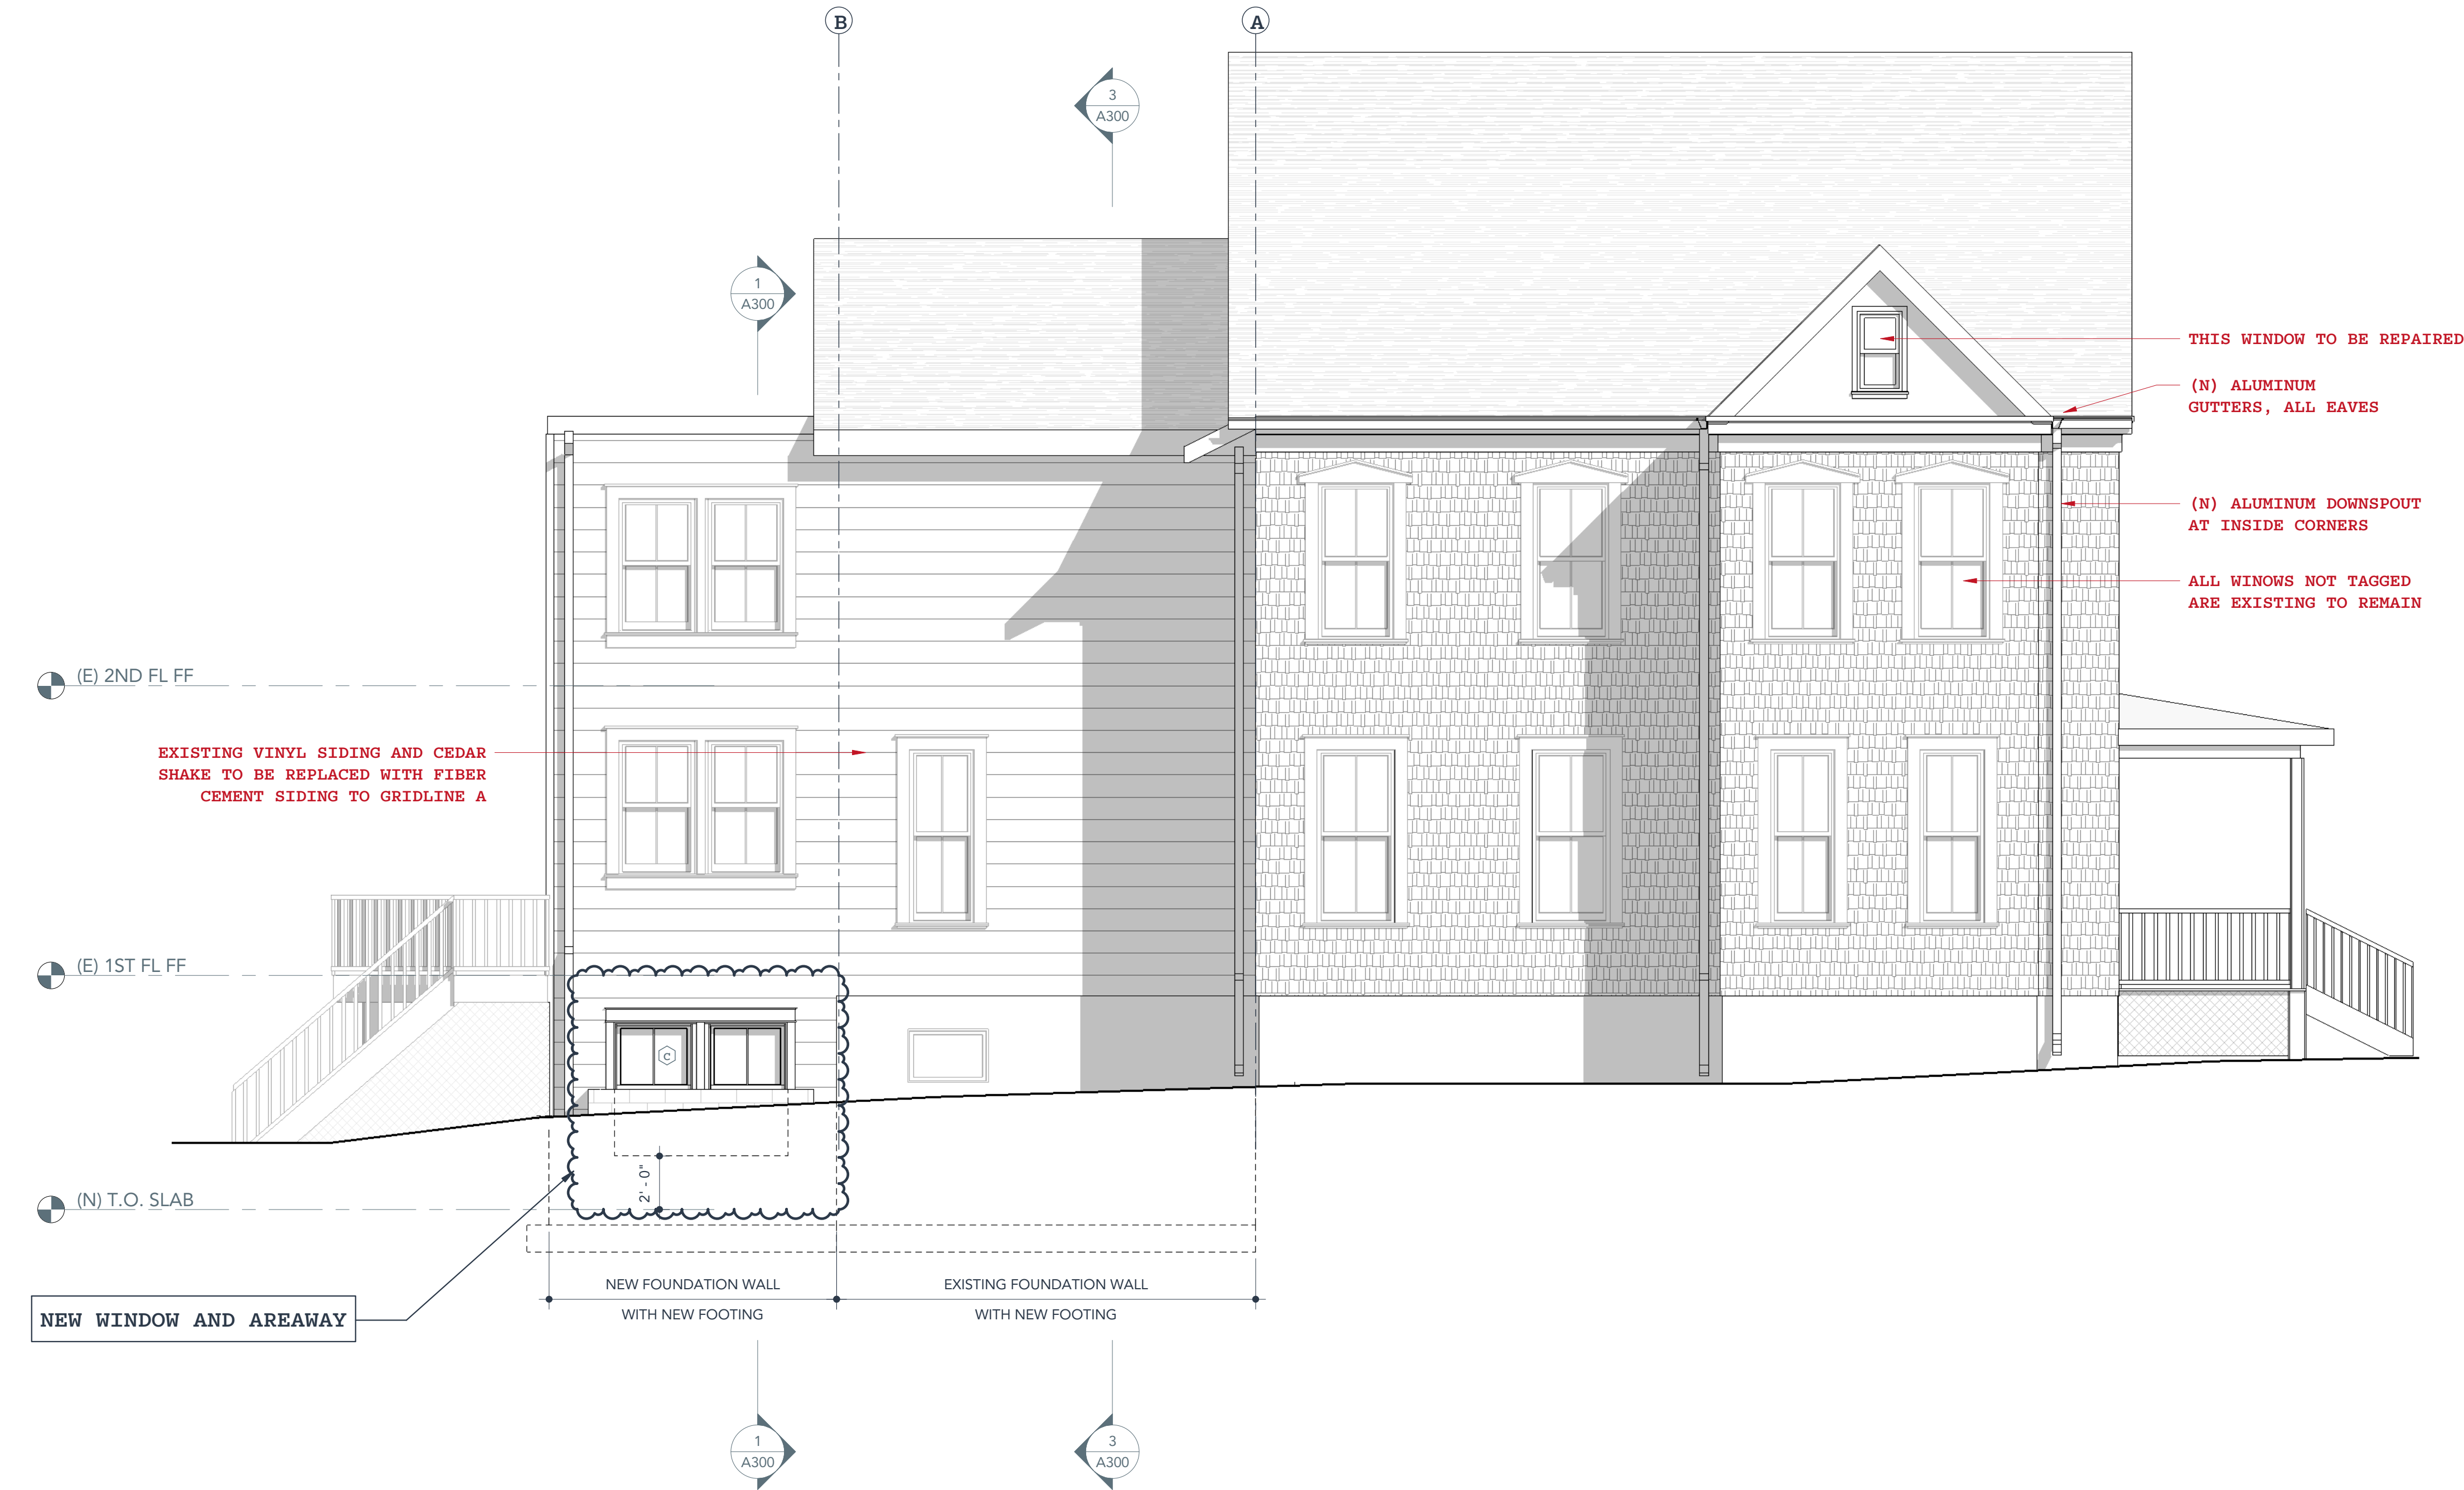 B
A
3
A300
1
A300
THIS WINDOW TO BE REPAIRED
(N) ALUMINUM
GUTTERS, ALL EAVES
(N) ALUMINUM DOWNSPOUT
AT INSIDE CORNERS
ALL WINOWS NOT TAGGED
ARE EXISTING TO REMAIN
(E) 2ND FL FF
EXISTING VINYL SIDING AND CEDAR
SHAKE TO BE REPLACED WITH FIBER
CEMENT SIDING TO GRIDLINE A
(E) 1ST FL FF
C
2' - 0"
(N) T.O. SLAB
NEW FOUNDATION WALL
WITH NEW FOOTING
EXISTING FOUNDATION WALL
WITH NEW FOOTING
NEW WINDOW AND AREAWAY
1
A300
3
A300